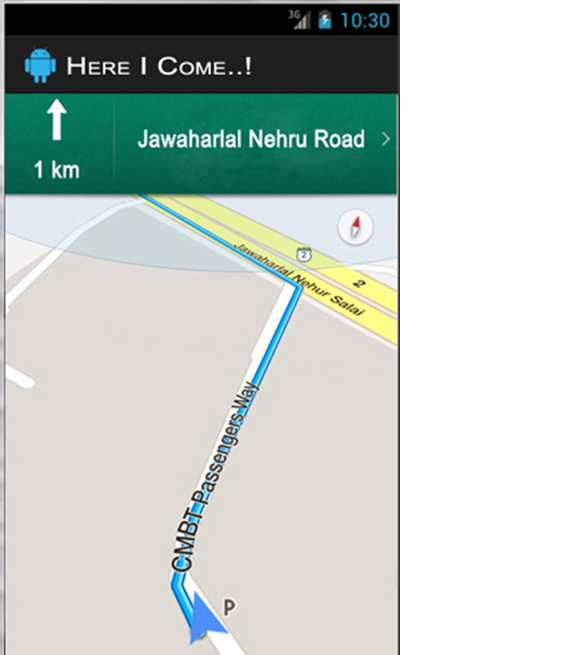 3G 10:30
HERE I COME..!
1 km
Jawaharlal Nehru Road
2
2
Jawaharlal Nehur Salai
CMBT Passengers Way
P